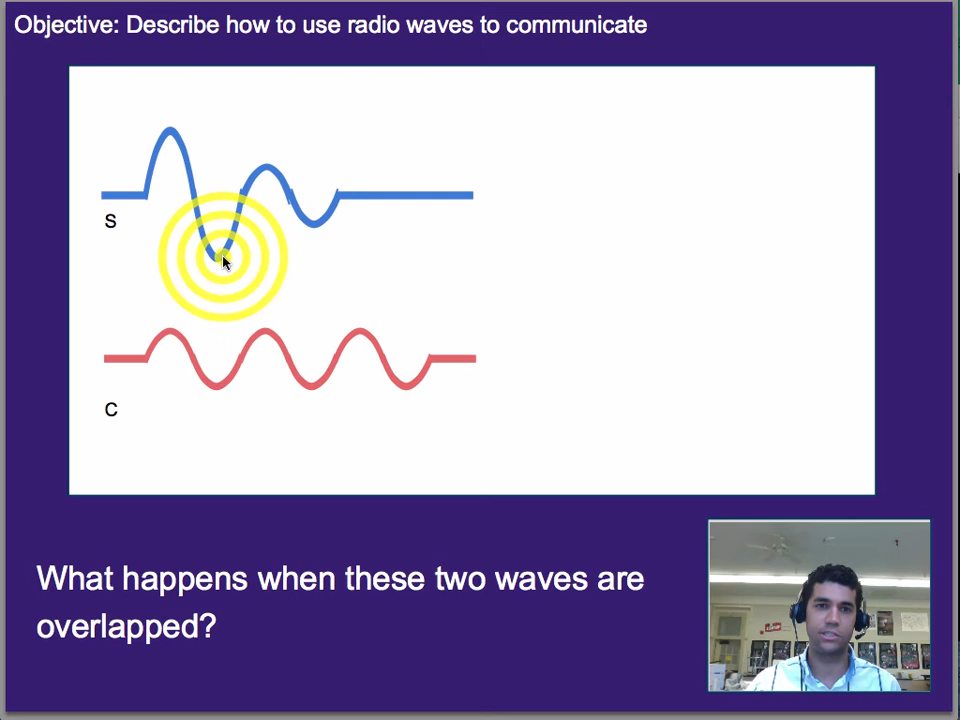 Objective: Describe how to use radio waves to communicate
S
C
What happens when these two waves are
overlapped?